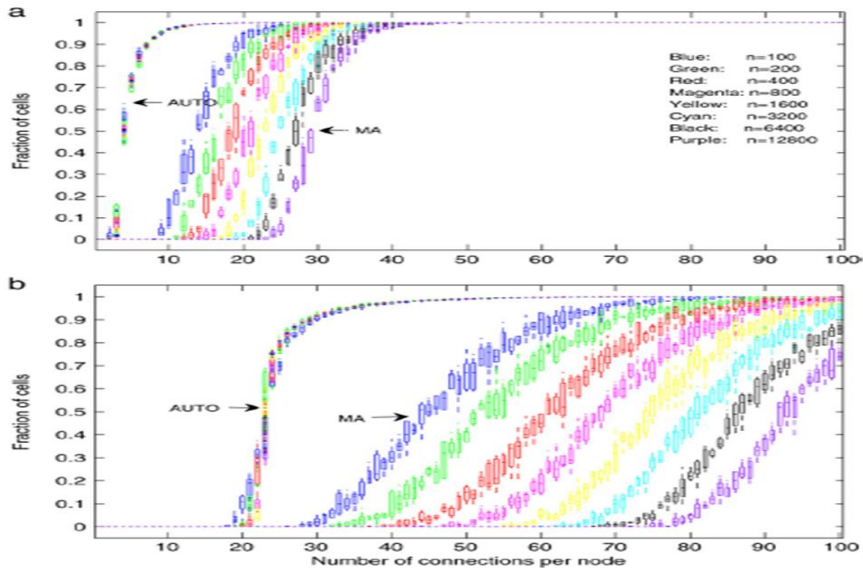 a
1
0.9
0.8
0.7
0.6
0.5
0.4
0.3
0.2
0.1
0
Fraction of cells
AUTO
MA
Blue: n=100
Green: n=200
Red: n=400
Magenta: n=800
Yellow: n=1600
Cyan: n=3200
Black: n=6400
Purple: n=12800
10 20 30 40 50 60 70 80 90 100
b
1
0.9
0.8
0.7
0.6
0.5
0.4
0.3
0.2
0.1
0
Fraction of cells
AUTO
MA
10 20 30 40 50 60 70 80 90 100
Number of connections per node